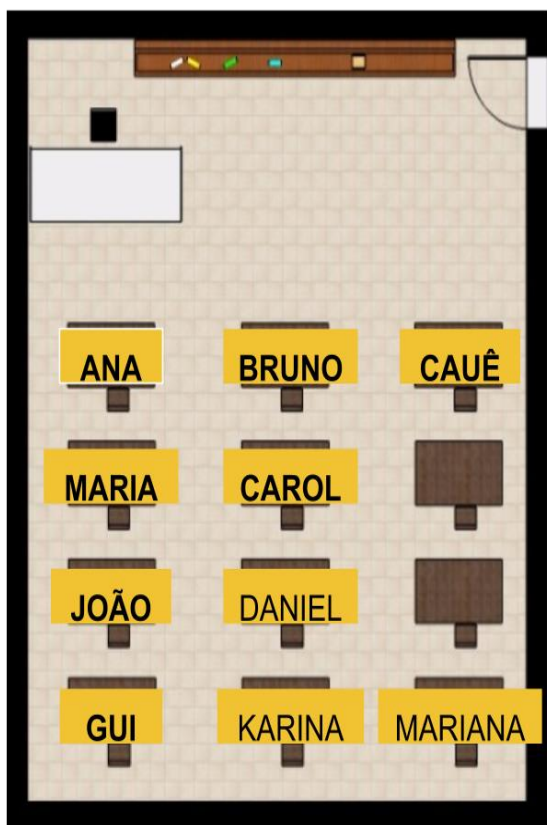 ANA
BRUNO
CAUÊ
MARIA
CAROL
JOÃO
DANIEL
GUI
KARINA
MARIANA